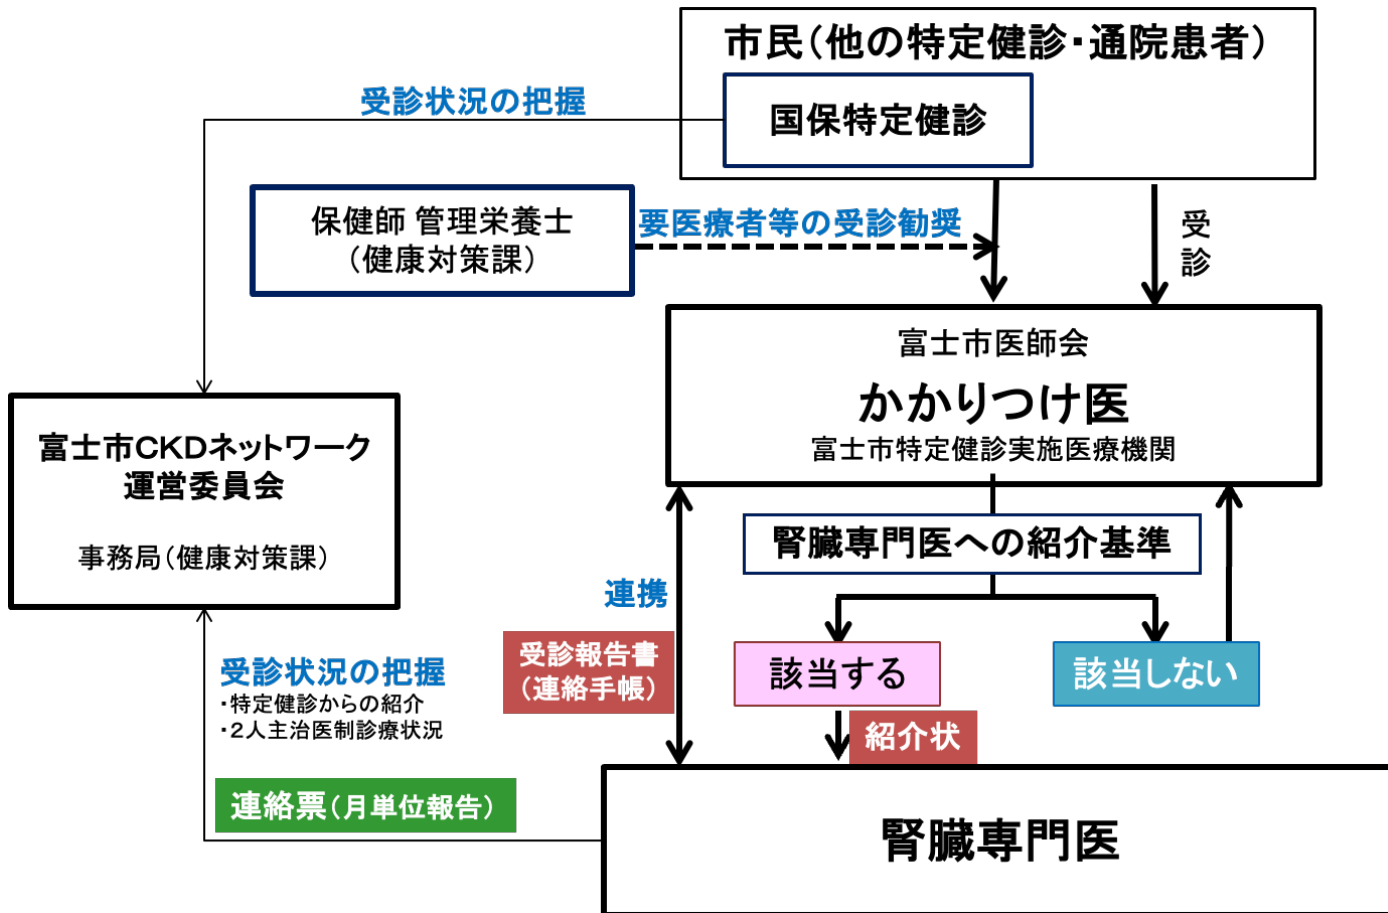 市民(他の特定健診・通院患者)
受診状況の把握
国保特定健診
保健師 管理栄養士
(健康対策課)
要医療者等の受診勧奨
受診
富士市医師会
かかりつけ医
富士市特定健診実施医療機関
富士市CKDネットワーク
運営委員会
事務局(健康対策課)
腎臓専門医への紹介基準
連携
受診報告書
(連絡手帳)
該当する
該当しない
受診状況の把握
・特定健診からの紹介
・2人主治医制診療状況
紹介状
連絡票(月単位報告)
腎臓専門医